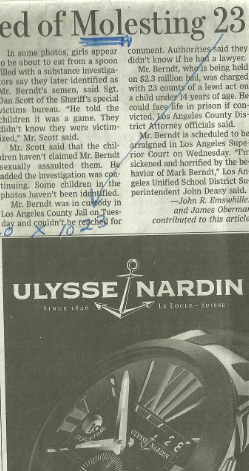 ed of Molesting 23
In some photos, girls appear
to be about to eat from a spoon
filled with a substance investiga-
tors say they later identified as
Mr. Berndt's semen, said Sgt.
Dan Scott of the Sheriff's special
victims bureau. "He told the
children it was a game. They
didn't know they were victim-
ized," Mr. Scott said.
Mr. Scott said that the chil-
dren haven't claimed Mr. Berndt
sexually assaulted them. He
added the investigation was con-
tinuing. Some children in the
photos haven't been identified.
Mr. Berndt was in custody in
Los Angeles County Jail on Tues-
day and couldn't be reached for
comment. Authorities said they
didn't know if he had a lawyer.
Mr. Berndt, who is being held
on $2.3 million bail, was charged
with 23 counts of a lewd act on
a child under 14 years of age. He
could face life in prison if con-
victed, Los Angeles County Dis-
trict Attorney officials said.
Mr. Berndt is scheduled to be
arraigned in Los Angeles Supe-
rior Court on Wednesday. "I'm
sickened and horrified by the be-
havior of Mark Berndt," Los An-
geles Unified School District Su-
perintendent John Deasy said.
—John R. Emshwiller
and James Oberman
contributed to this article
x 10 23
ULYSSE NARDIN
SINCE 1846 LE LOCLE - SUISSE
ULYSSE NARDIN